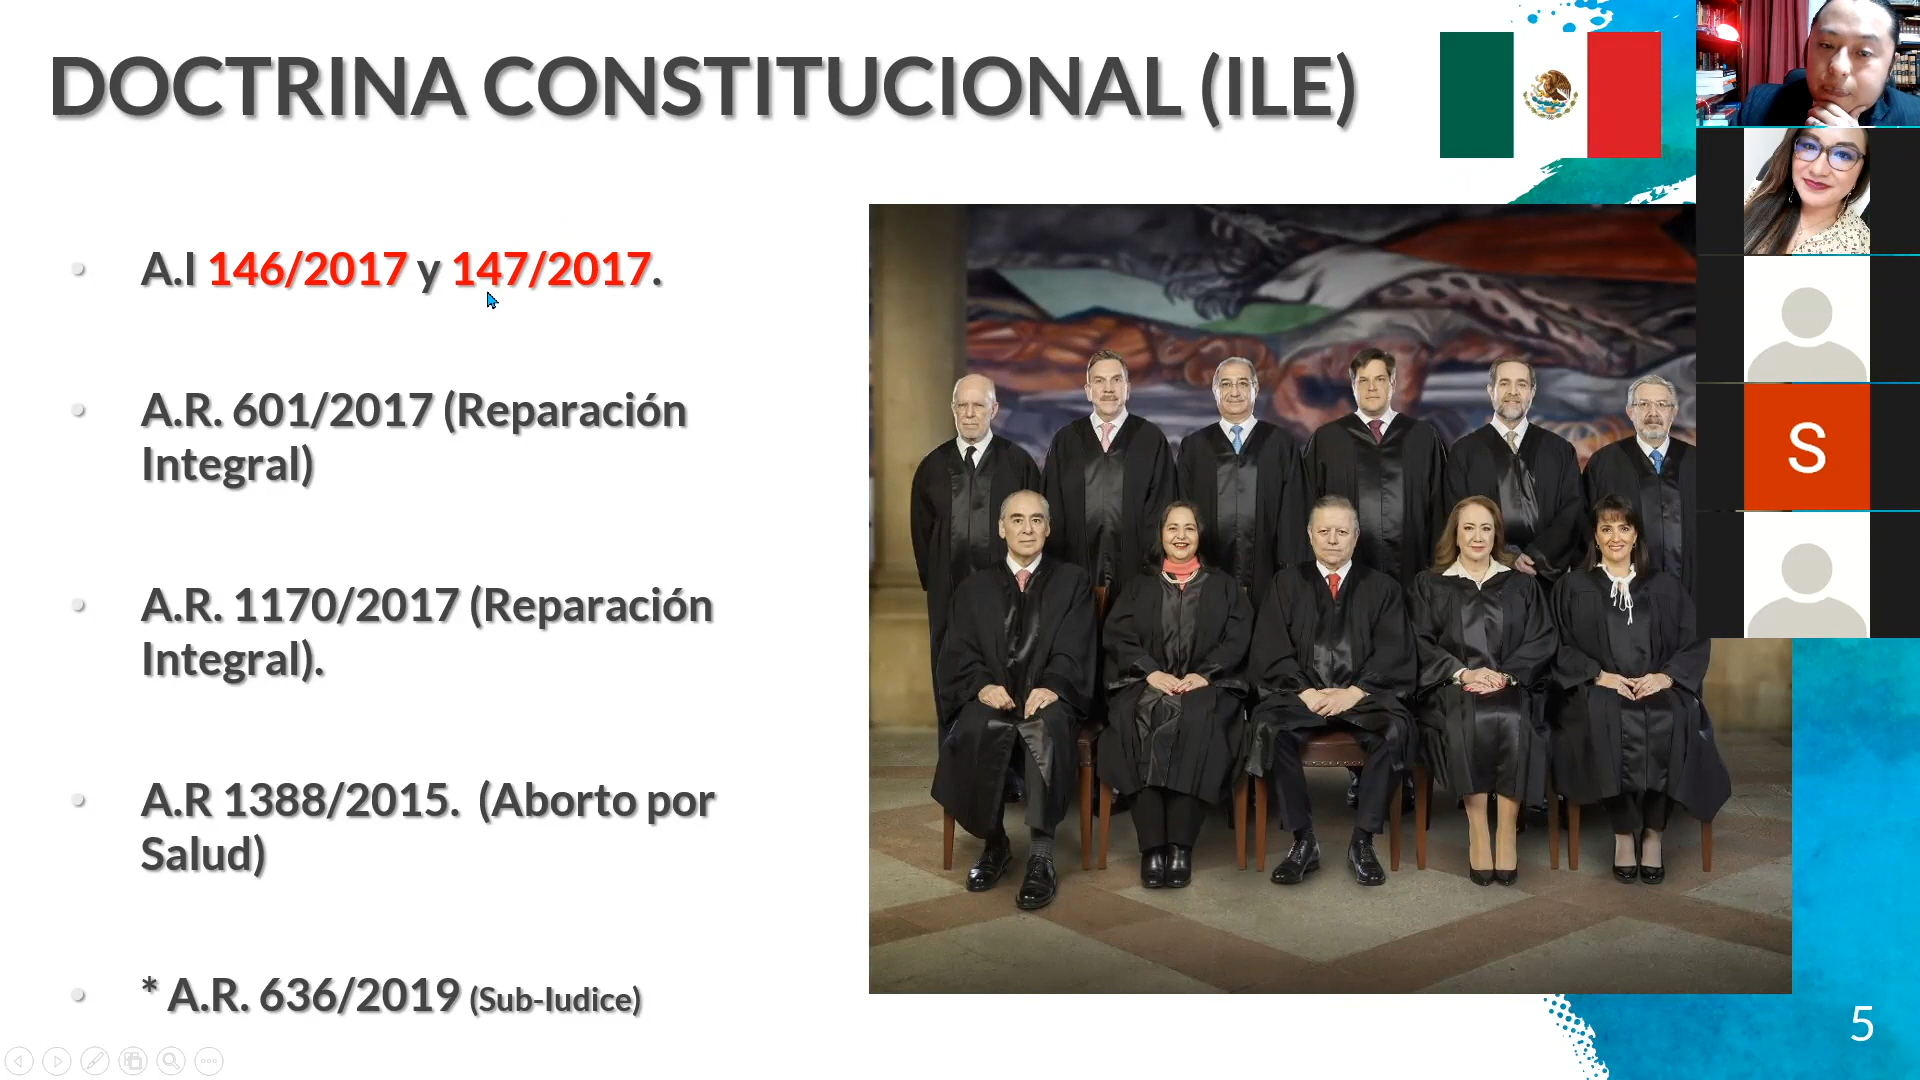 DOCTRINA CONSTITUCIONAL (ILE)
A.I 146/2017 y 147/2017.
A.R. 601/2017 (Reparación
Integral)
A.R. 1170/2017 (Reparación
Integral).
A.R 1388/2015. (Aborto por
Salud)
* A.R. 636/2019 (Sub-Iudice)
S
5